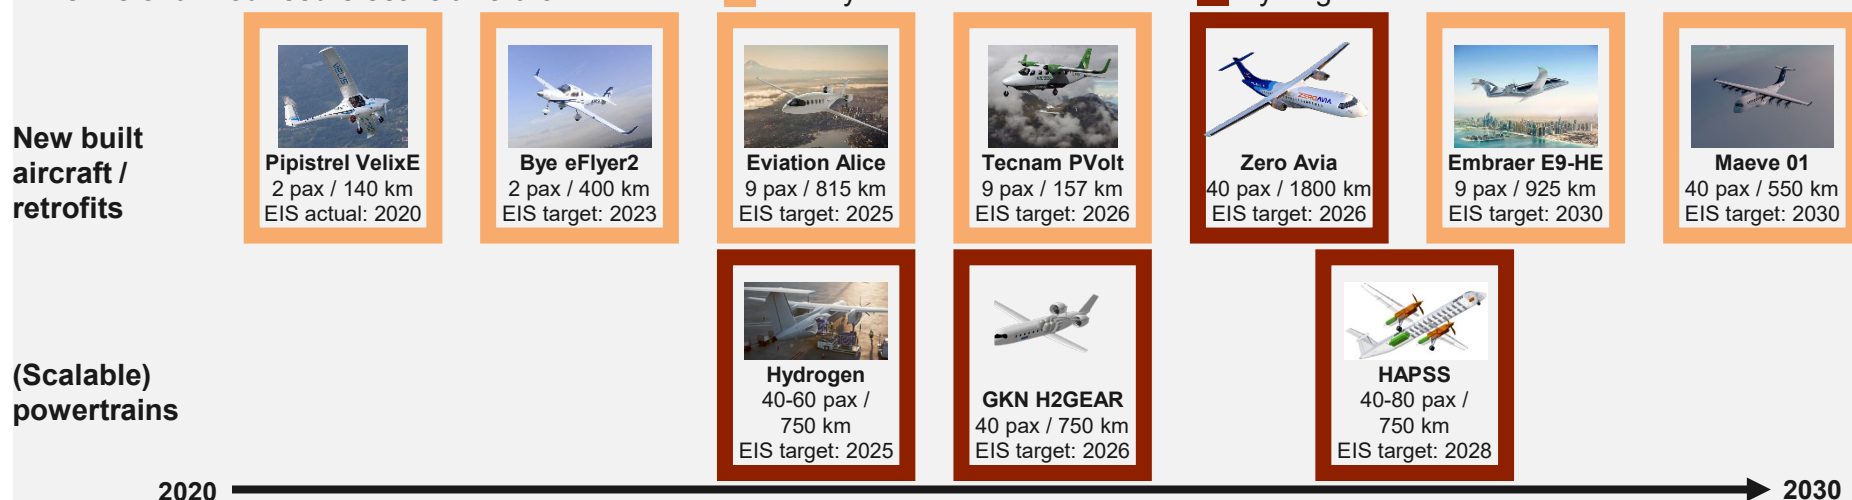 New built
aircraft /
retrofits
Pipistrel VelixE
2 pax / 140 km
EIS actual: 2020
Bye eFlyer2
2 pax / 400 km
EIS target: 2023
Eviation Alice
9 pax / 815 km
EIS target: 2025
Tecnam PVolt
9 pax / 157 km
EIS target: 2026
ZEROAVIA
Zero Avia
40 pax / 1800 km
EIS target: 2026
Embraer E9-HE
9 pax / 925 km
EIS target: 2030
Maeve 01
40 pax / 550 km
EIS target: 2030
(Scalable)
powertrains
Hydrogen
40-60 pax /
750 km
EIS target: 2025
GKN H2GEAR
40 pax / 750 km
EIS target: 2026
HAPSS
40-80 pax /
750 km
EIS target: 2028
2020
2030